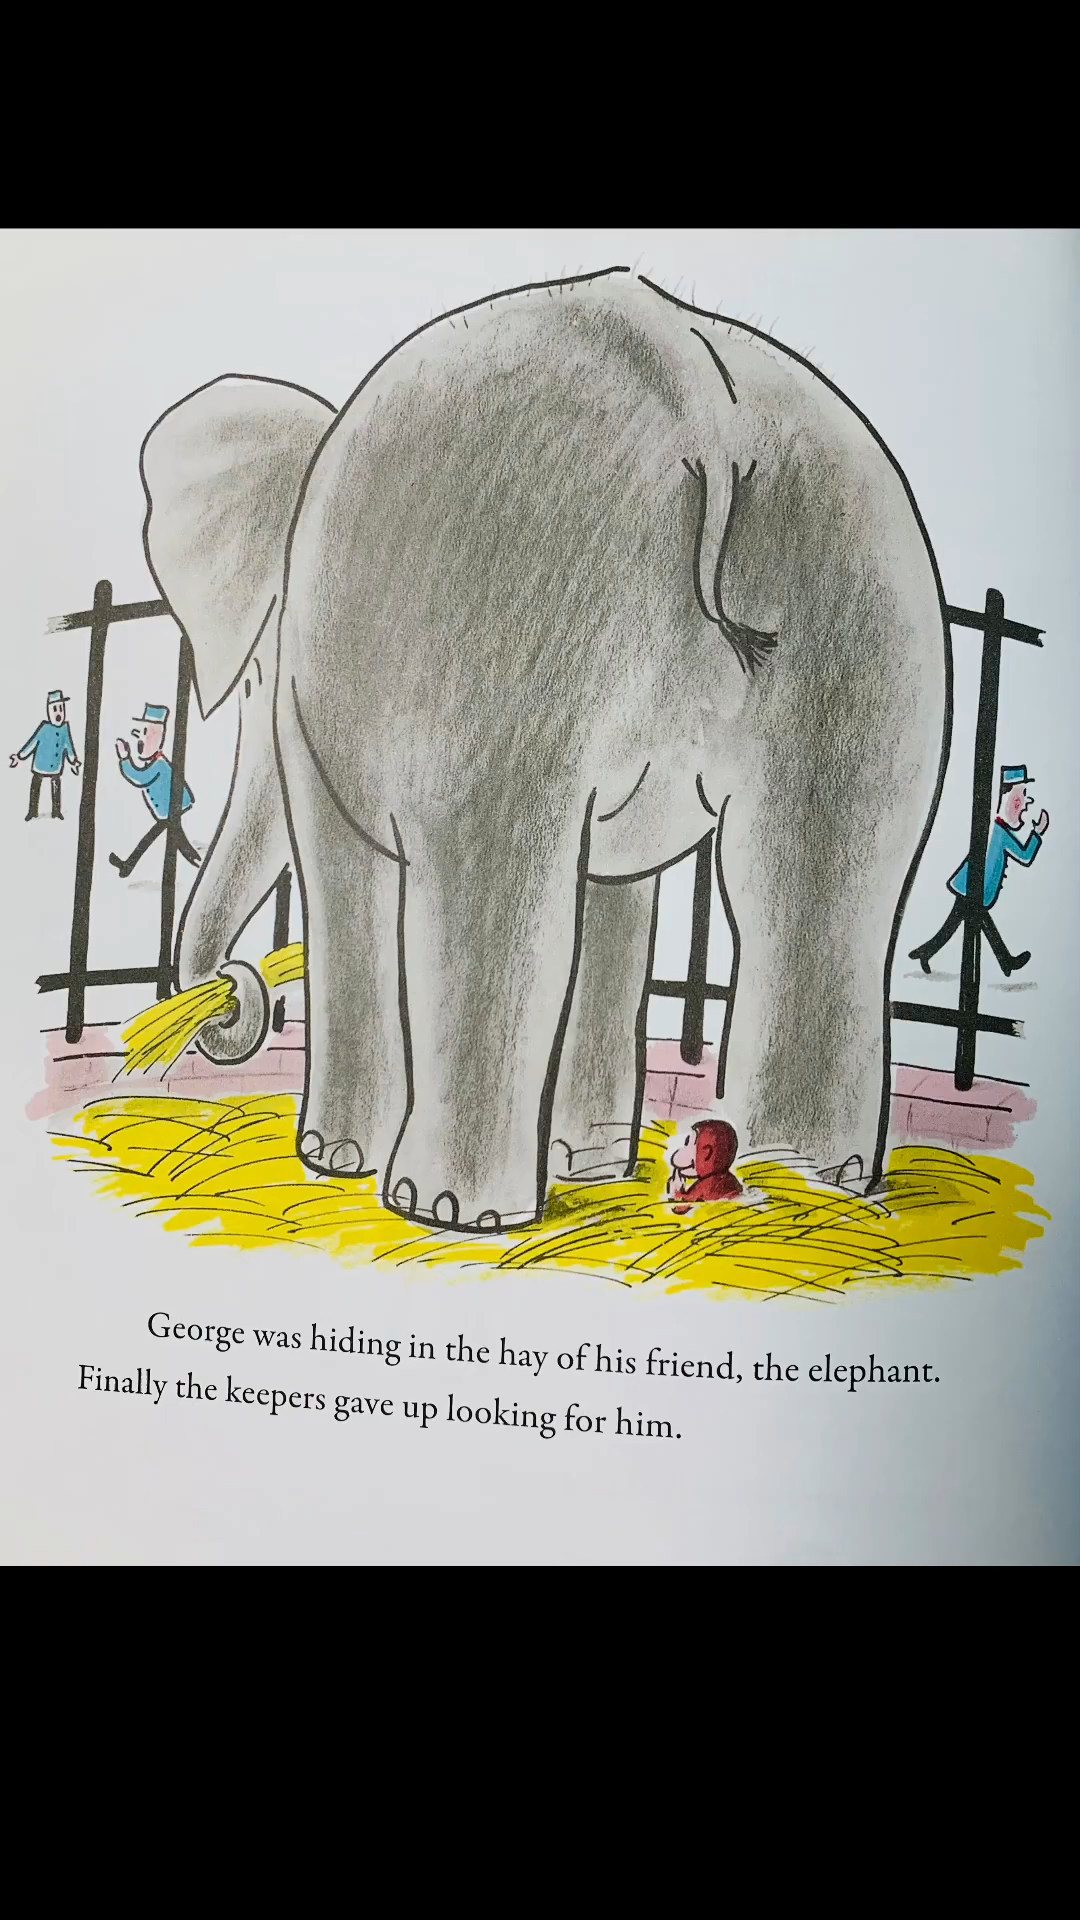 George was hiding in the hay of his friend, the elephant.
Finally the keepers gave up looking for him.